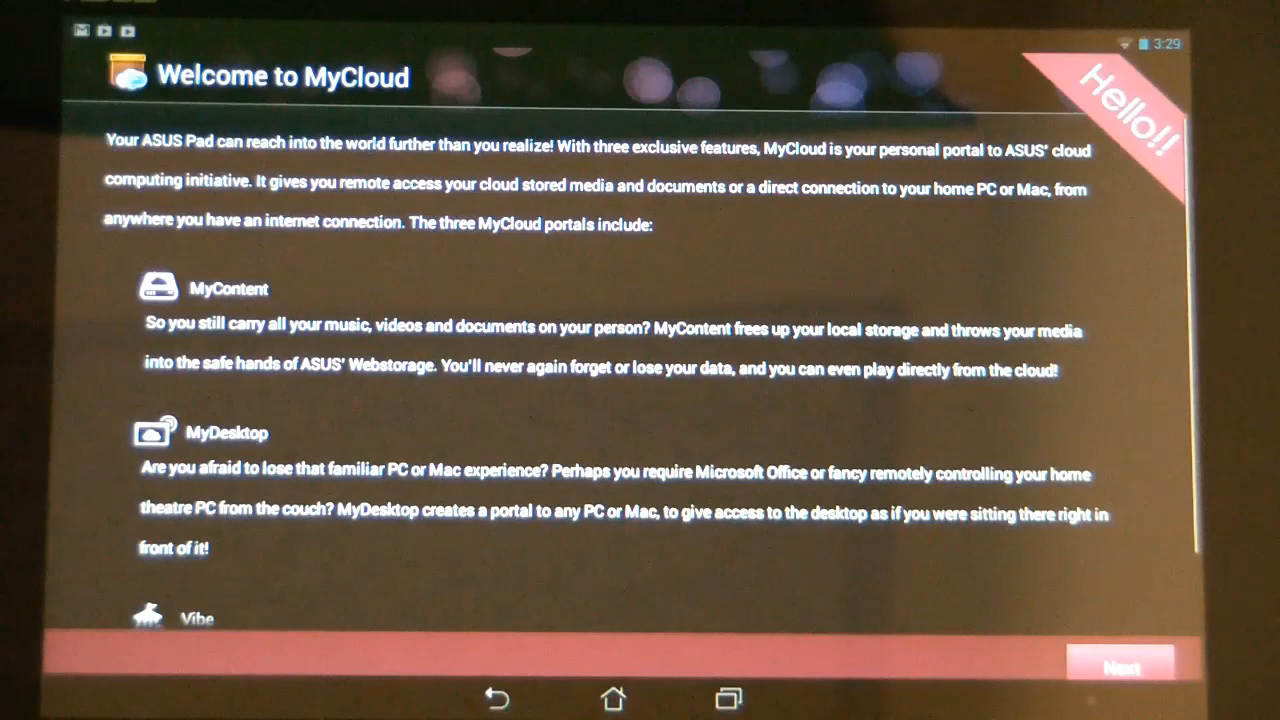 3:29
Welcome to MyCloud
Hello!!
Your ASUS Pad can reach into the world further than you realize! With three exclusive features, MyCloud is your personal portal to ASUS' cloud
computing initiative. It gives you remote access your cloud stored media and documents or a direct connection to your home PC or Mac, from
anywhere you have an internet connection. The three MyCloud portals include:
MyContent
So you still carry all your music, videos and documents on your person? MyContent frees up your local storage and throws your media
into the safe hands of ASUS' Webstorage. You'll never again forget or lose your data, and you can even play directly from the cloud!
MyDesktop
Are you afraid to lose that familiar PC or Mac experience? Perhaps you require Microsoft Office or fancy remotely controlling your home
theatre PC from the couch? MyDesktop creates a portal to any PC or Mac, to give access to the desktop as if you were sitting there right in
front of it!
Vibe
Next